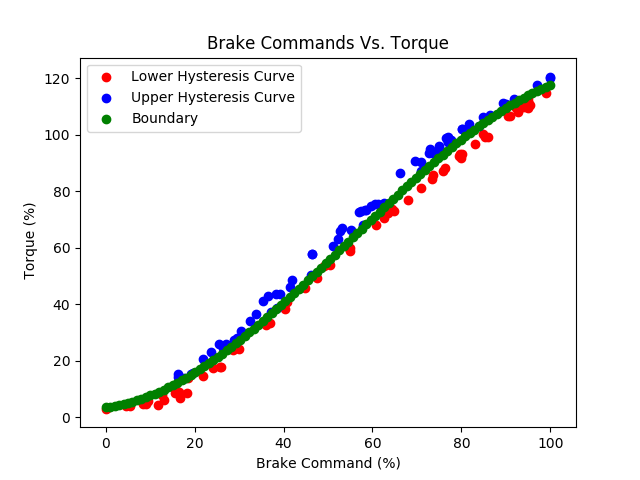 Brake Commands Vs. Torque
Lower Hysteresis Curve
Upper Hysteresis Curve
Boundary
120
100
80
60
40
20
0
Torque (%)
0 20 40 60 80 100
Brake Command (%)